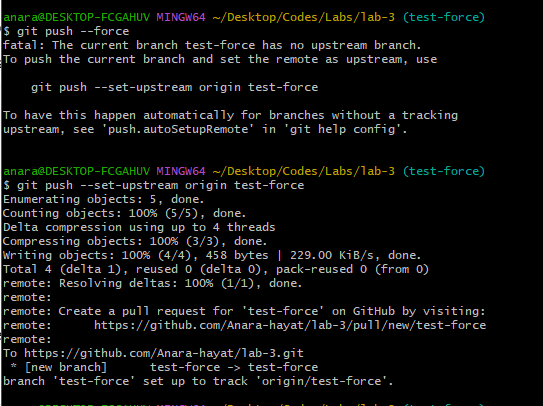 anara@DESKTOP-FCGAHUV MINGW64 ~/Desktop/Codes/Labs/lab-3 (test-force)
$ git push --force
fatal: The current branch test-force has no upstream branch.
To push the current branch and set the remote as upstream, use
    git push --set-upstream origin test-force
To have this happen automatically for branches without a tracking
upstream, see 'push.autoSetupRemote' in 'git help config'.
anara@DESKTOP-FCGAHUV MINGW64 ~/Desktop/Codes/Labs/lab-3 (test-force)
$ git push --set-upstream origin test-force
Enumerating objects: 5, done.
Counting objects: 100% (5/5), done.
Delta compression using up to 4 threads
Compressing objects: 100% (3/3), done.
Writing objects: 100% (4/4), 458 bytes | 229.00 KiB/s, done.
Total 4 (delta 1), reused 0 (delta 0), pack-reused 0 (from 0)
remote: Resolving deltas: 100% (1/1), done.
remote:
remote: Create a pull request for 'test-force' on GitHub by visiting:
remote:      https://github.com/Anara-hayat/lab-3/pull/new/test-force
remote:
To https://github.com/Anara-hayat/lab-3.git
 * [new branch]      test-force -> test-force
branch 'test-force' set up to track 'origin/test-force'.